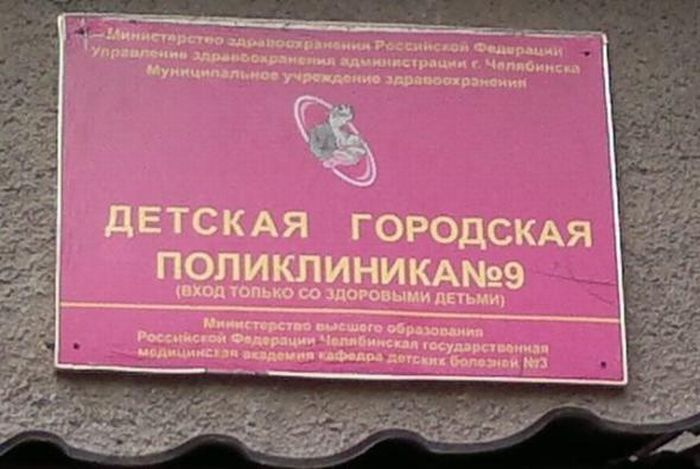 Министерство здравоохранения Российской Федерации
управление здравоохранения администрации г. Челябинска
Муниципальное учреждение здравоохранения
ДЕТСКАЯ ГОРОДСКАЯ
ПОЛИКЛИНИКА№9
(ВХОД ТОЛЬКО СО ЗДОРОВЫМИ ДЕТЬМИ)
Министерство высшего образования
Российской Федерации Челябинская государственная
медицинская академия кафедра детских болезней №3